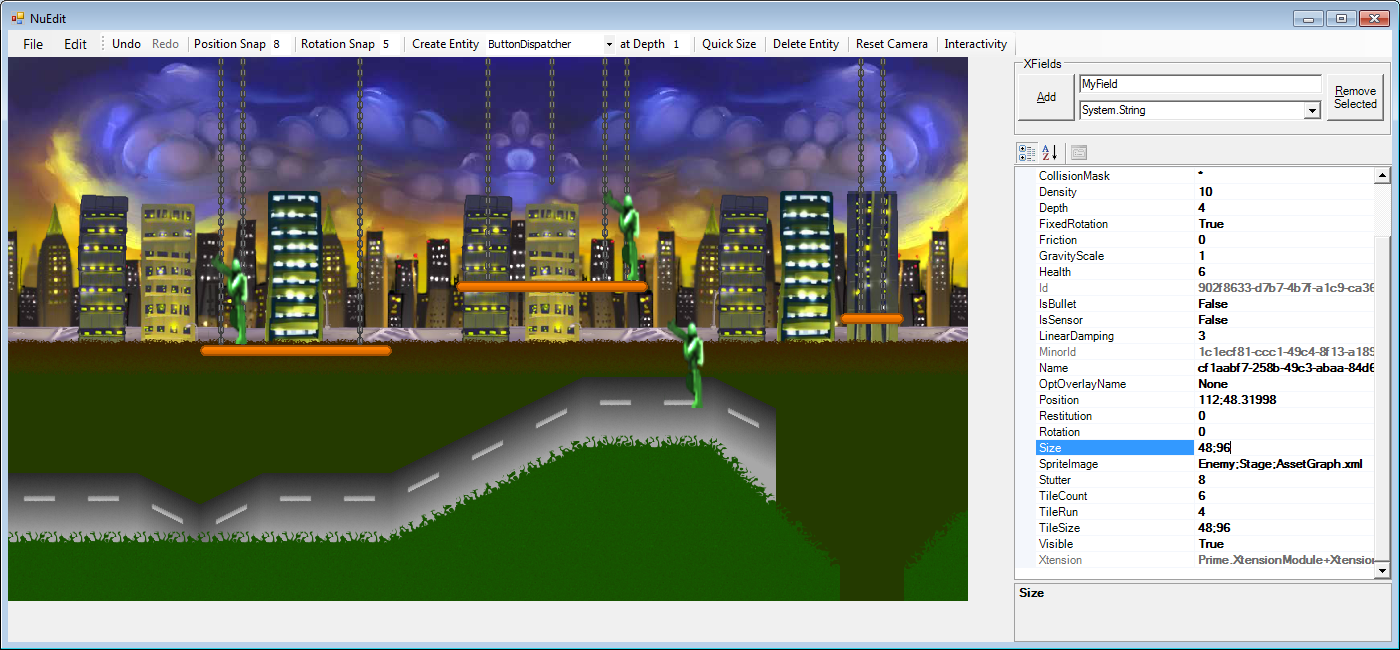 NuEdit
File Edit Undo Redo Position Snap 8 Rotation Snap 5 Create Entity ButtonDispatcher at Depth 1 Quick Size Delete Entity Reset Camera Interactivity
XFields
Add MyField Remove Selected
System.String
CollisionMask *
Density 10
Depth 4
FixedRotation True
Friction 0
GravityScale 1
Health 6
Id 902f8633-d7b7-4b7f-a1c9-ca36
IsBullet False
IsSensor False
LinearDamping 3
MinorId 1c1ecf81-ccc1-49c4-8f13-a189
Name cf1aabf7-258b-49c3-abaa-84d6
OptOverlayName None
Position 112;48.31998
Restitution 0
Rotation 0
Size 48;96
SpriteImage Enemy;Stage;AssetGraph.xml
Stutter 8
TileCount 6
TileRun 4
TileSize 48;96
Visible True
Xtension Prime.XtensionModule+Xtension
Size